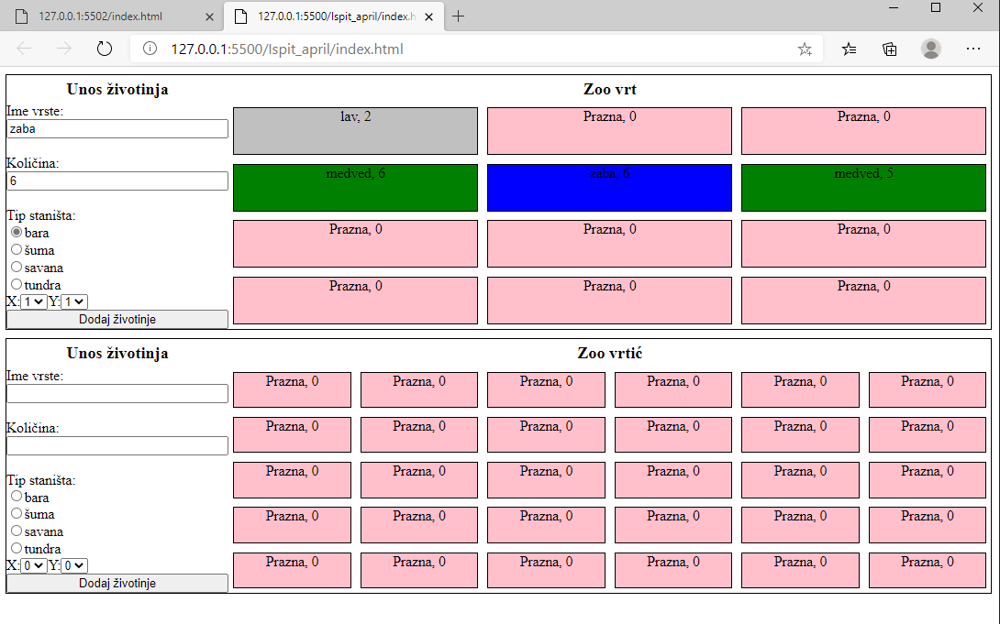 127.0.0.1:5502/index.html
127.0.0.1:5500/Ispit_april/index.h
127.0.0.1:5500/Ispit_april/index.html
Unos životinja
Zoo vrt
Ime vrste:
zaba
Količina:
6
Tip staništa:
bara
šuma
savana
tundra
X: 1 Y: 1
Dodaj životinje
lav, 2 Prazna, 0 Prazna, 0
medved, 6 zaba, 6 medved, 5
Prazna, 0 Prazna, 0 Prazna, 0
Prazna, 0 Prazna, 0 Prazna, 0
Unos životinja
Zoo vrtić
Ime vrste:
Količina:
Tip staništa:
bara
šuma
savana
tundra
X: 0 Y: 0
Dodaj životinje
Prazna, 0 Prazna, 0 Prazna, 0 Prazna, 0 Prazna, 0 Prazna, 0
Prazna, 0 Prazna, 0 Prazna, 0 Prazna, 0 Prazna, 0 Prazna, 0
Prazna, 0 Prazna, 0 Prazna, 0 Prazna, 0 Prazna, 0 Prazna, 0
Prazna, 0 Prazna, 0 Prazna, 0 Prazna, 0 Prazna, 0 Prazna, 0
Prazna, 0 Prazna, 0 Prazna, 0 Prazna, 0 Prazna, 0 Prazna, 0